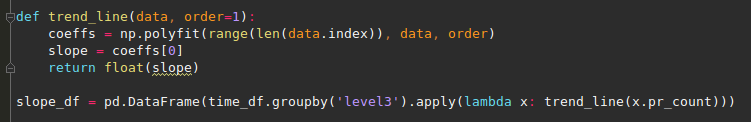 def trend_line(data, order=1):
    coeffs = np.polyfit(range(len(data.index)), data, order)
    slope = coeffs[0]
    return float(slope)
slope_df = pd.DataFrame(time_df.groupby('level3').apply(lambda x: trend_line(x.pr_count)))